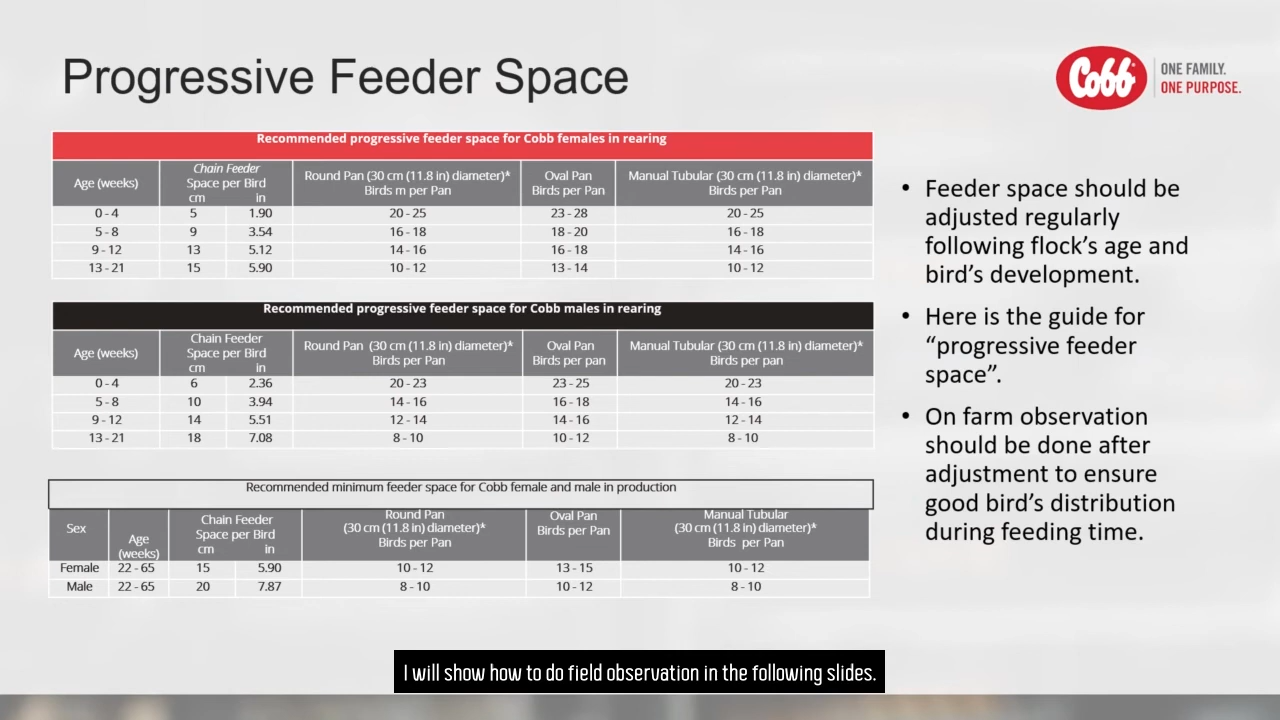 Progressive Feeder Space
Cobb
ONE FAMILY.
ONE PURPOSE.
Recommended progressive feeder space for Cobb females in rearing
Age (weeks) Chain Feeder Space per Bird cm in Round Pan (30 cm (11.8 in) diameter)* Birds m per Pan Oval Pan Birds per Pan Manual Tubular (30 cm (11.8 in) diameter)* Birds per Pan
0 - 4 5 1.90 20 - 25 23 - 28 20 - 25
5 - 8 9 3.54 16 - 18 18 - 20 16 - 18
9 - 12 13 5.12 14 - 16 16 - 18 14 - 16
13 - 21 15 5.90 10 - 12 13 - 14 10 - 12
Recommended progressive feeder space for Cobb males in rearing
Age (weeks) Chain Feeder Space per Bird cm in Round Pan (30 cm (11.8 in) diameter)* Birds per Pan Oval Pan Birds per pan Manual Tubular (30 cm (11.8 in) diameter)* Birds per pan
0 - 4 6 2.36 20 - 23 23 - 25 20 - 23
5 - 8 10 3.94 14 - 16 16 - 18 14 - 16
9 - 12 14 5.51 12 - 14 14 - 16 12 - 14
13 - 21 18 7.08 8 - 10 10 - 12 8 - 10
Recommended minimum feeder space for Cobb female and male in production
Sex Age (weeks) Chain Feeder Space per Bird cm in Round Pan (30 cm (11.8 in) diameter)* Birds per Pan Oval Pan Birds per Pan Manual Tubular (30 cm (11.8 in) diameter)* Birds per Pan
Female 22 - 65 15 5.90 10 - 12 13 - 15 10 - 12
Male 22 - 65 20 7.87 8 - 10 10 - 12 8 - 10
• Feeder space should be
adjusted regularly
following flock's age and
bird's development.
• Here is the guide for
“progressive feeder
space”.
• On farm observation
should be done after
adjustment to ensure
good bird's distribution
during feeding time.
I will show how to do field observation in the following slides.